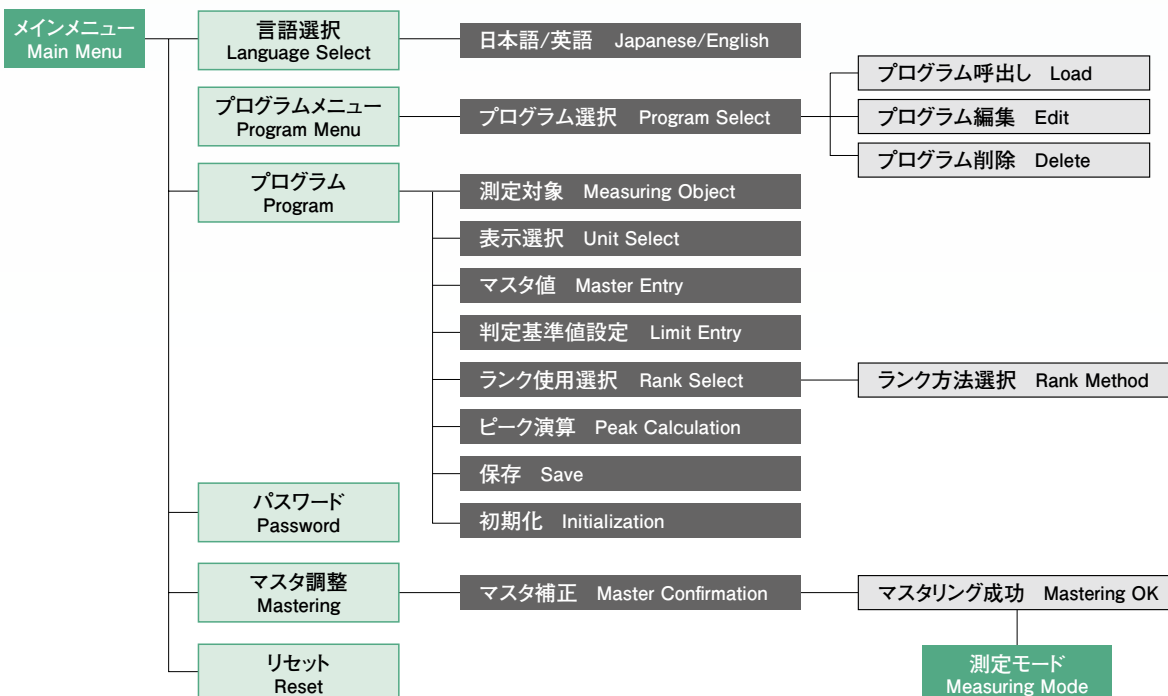 メインメニュー
Main Menu
言語選択
Language Select
日本語/英語 Japanese/English
プログラムメニュー
Program Menu
プログラム選択 Program Select
プログラム呼出し Load
プログラム編集 Edit
プログラム削除 Delete
プログラム
Program
測定対象 Measuring Object
表示選択 Unit Select
マスタ値 Master Entry
判定基準値設定 Limit Entry
ランク使用選択 Rank Select
ランク方法選択 Rank Method
ピーク演算 Peak Calculation
保存 Save
初期化 Initialization
パスワード
Password
マスタ調整
Mastering
マスタ補正 Master Confirmation
マスタリング成功 Mastering OK
測定モード
Measuring Mode
リセット
Reset